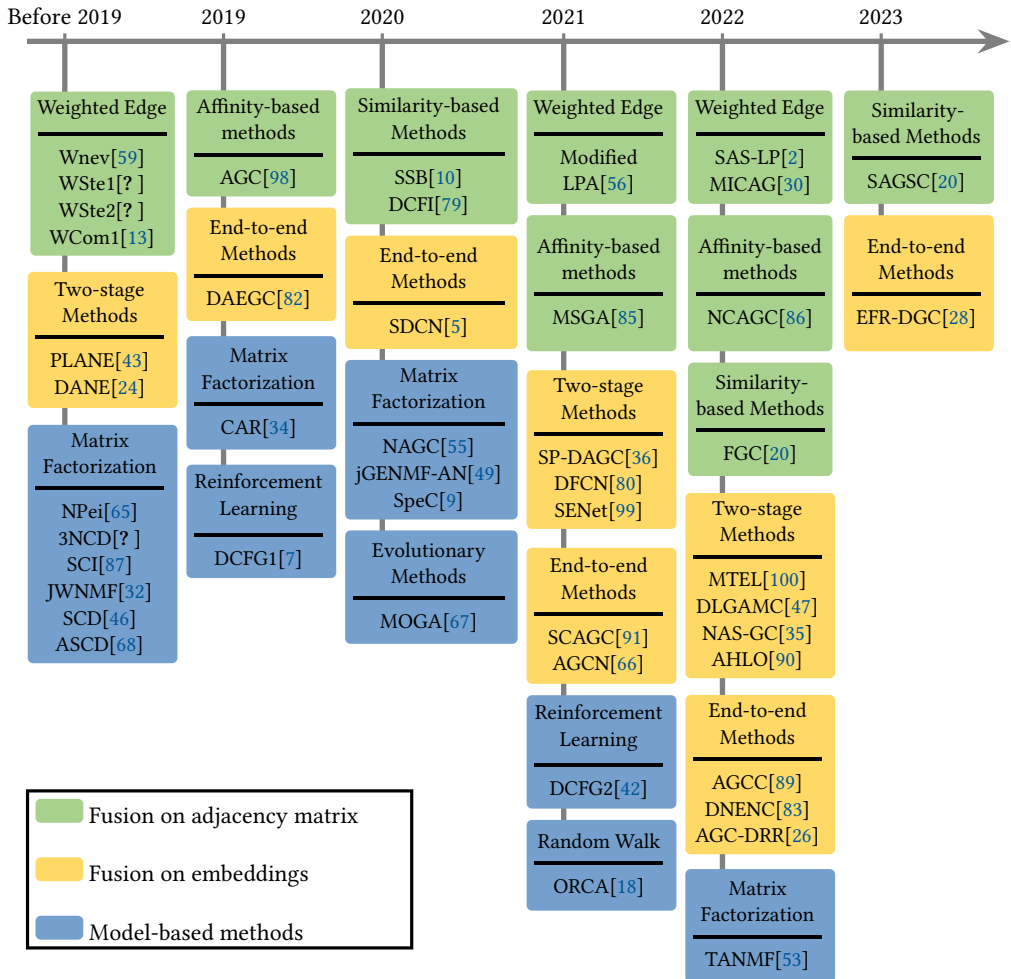 Before 2019
2019
2020
2021
2022
2023
Weighted Edge
Wnev[59]
WSte1[? ]
WSte2[? ]
WCom1[13]
Two-stage
Methods
PLANE[43]
DANE[24]
Matrix
Factorization
NPei[65]
3NCD[? ]
SCI[87]
JWNMF[32]
SCD[46]
ASCD[68]
Affinity-based
methods
AGC[98]
End-to-end
Methods
DAEGC[82]
Matrix
Factorization
CAR[34]
Reinforcement
Learning
DCFG1[7]
Similarity-based
Methods
SSB[10]
DCFI[79]
End-to-end
Methods
SDCN[5]
Matrix
Factorization
NAGC[55]
jGENMF-AN[49]
SpeC[9]
Evolutionary
Methods
MOGA[67]
Weighted Edge
Modified
LPA[56]
Affinity-based
methods
MSGA[85]
Two-stage
Methods
SP-DAGC[36]
DFCN[80]
SENet[99]
End-to-end
Methods
SCAGC[91]
AGCN[66]
Reinforcement
Learning
DCFG2[42]
Random Walk
ORCA[18]
Weighted Edge
SAS-LP[2]
MICAG[30]
Affinity-based
methods
NCAGC[86]
Similarity-
based Methods
FGC[20]
Two-stage
Methods
MTEL[100]
DLGAMC[47]
NAS-GC[35]
AHLO[90]
End-to-end
Methods
AGCC[89]
DNENC[83]
AGC-DRR[26]
Matrix
Factorization
TANMF[53]
Similarity-
based Methods
SAGSC[20]
End-to-end
Methods
EFR-DGC[28]
Fusion on adjacency matrix
Fusion on embeddings
Model-based methods